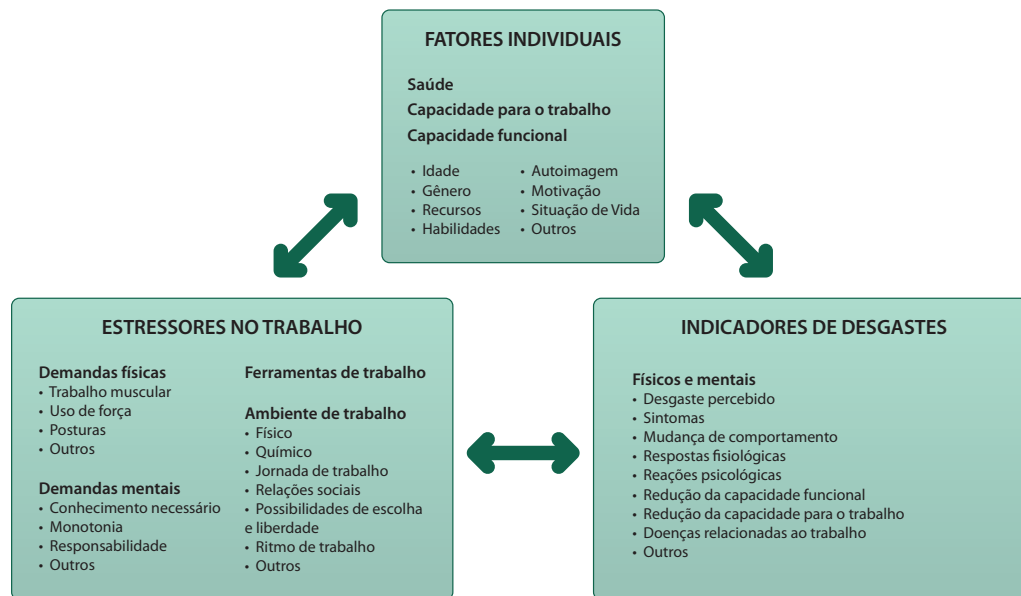 FATORES INDIVIDUAIS
Saúde
Capacidade para o trabalho
Capacidade funcional
• Idade
• Gênero
• Recursos
• Habilidades
• Autoimagem
• Motivação
• Situação de Vida
• Outros
ESTRESSORES NO TRABALHO
Demandas físicas
• Trabalho muscular
• Uso de força
• Posturas
• Outros
Demandas mentais
• Conhecimento necessário
• Monotonia
• Responsabilidade
• Outros
Ferramentas de trabalho
Ambiente de trabalho
• Físico
• Químico
• Jornada de trabalho
• Relações sociais
• Possibilidades de escolha
e liberdade
• Ritmo de trabalho
• Outros
INDICADORES DE DESGASTES
Físicos e mentais
• Desgaste percebido
• Sintomas
• Mudança de comportamento
• Respostas fisiológicas
• Reações psicológicas
• Redução da capacidade funcional
• Redução da capacidade para o trabalho
• Doenças relacionadas ao trabalho
• Outros